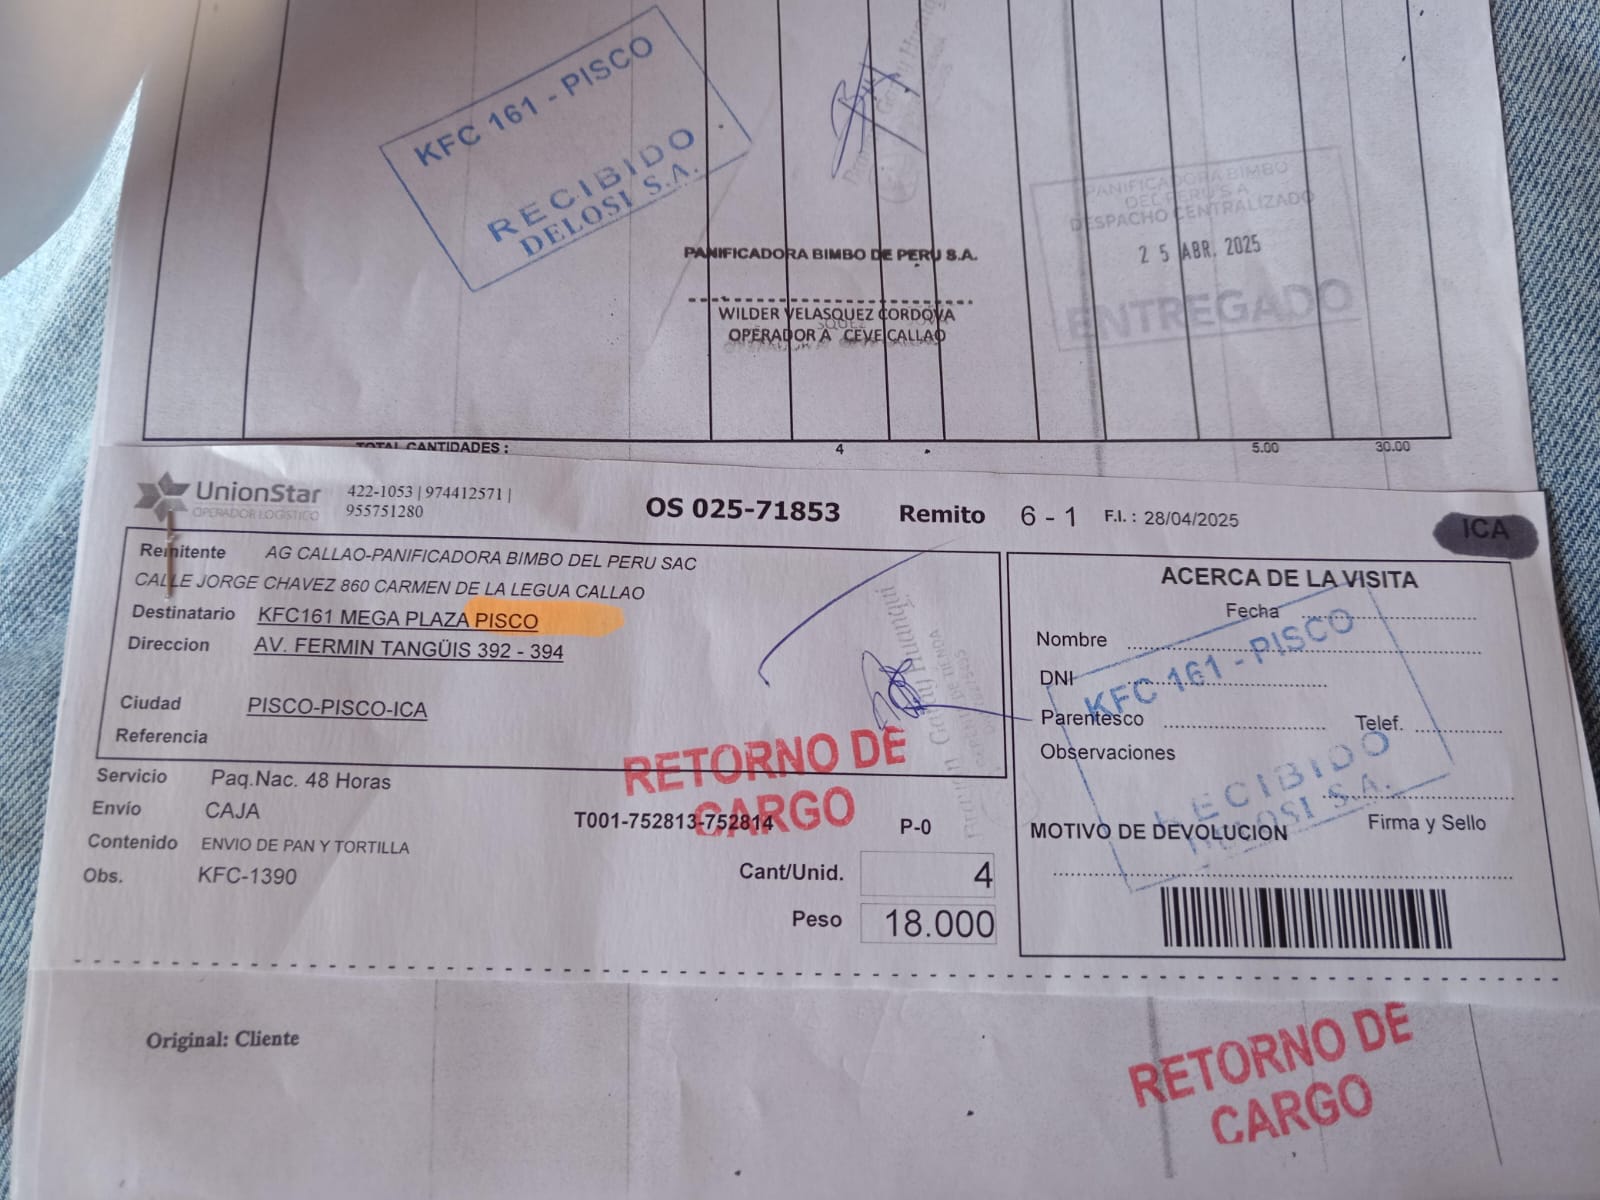 KFC 161 - PISCO
RECIBIDO
DELOSI S.A.
PANIFICADORA BIMBO
DEL PERU S.A
DESPACHO CENTRALIZADO
25 ABR. 2025
ENTREGADO
PANIFICADORA BIMBO DE PERU S.A.
WILDER VELASQUEZ CORDOVA
OPERADOR A CEVE CALLAO
TOTAL CANTIDADES : 4 5.00 30.00
UnionStar
OPERADOR LOGISTICO
422-1053 | 974412571 |
955751280
OS 025-71853 Remito 6 - 1 F.I. : 28/04/2025
ICA
Remitente AG CALLAO-PANIFICADORA BIMBO DEL PERU SAC
CALLE JORGE CHAVEZ 860 CARMEN DE LA LEGUA CALLAO
Destinatario KFC161 MEGA PLAZA PISCO
Direccion AV. FERMIN TANGÜIS 392 - 394
Ciudad PISCO-PISCO-ICA
Referencia
RETORNO DE
CARGO
Servicio Paq.Nac. 48 Horas
Envío CAJA
T001-752813-752814 P-0
Contenido ENVIO DE PAN Y TORTILLA
Obs. KFC-1390
Cant/Unid. 4
Peso 18.000
ACERCA DE LA VISITA
Fecha
Nombre
DNI
Parentesco Telef.
Observaciones
Firma y Sello
MOTIVO DE DEVOLUCION
KFC 161 - PISCO
RECIBIDO
DELOSI S.A.
Original: Cliente
RETORNO DE
CARGO